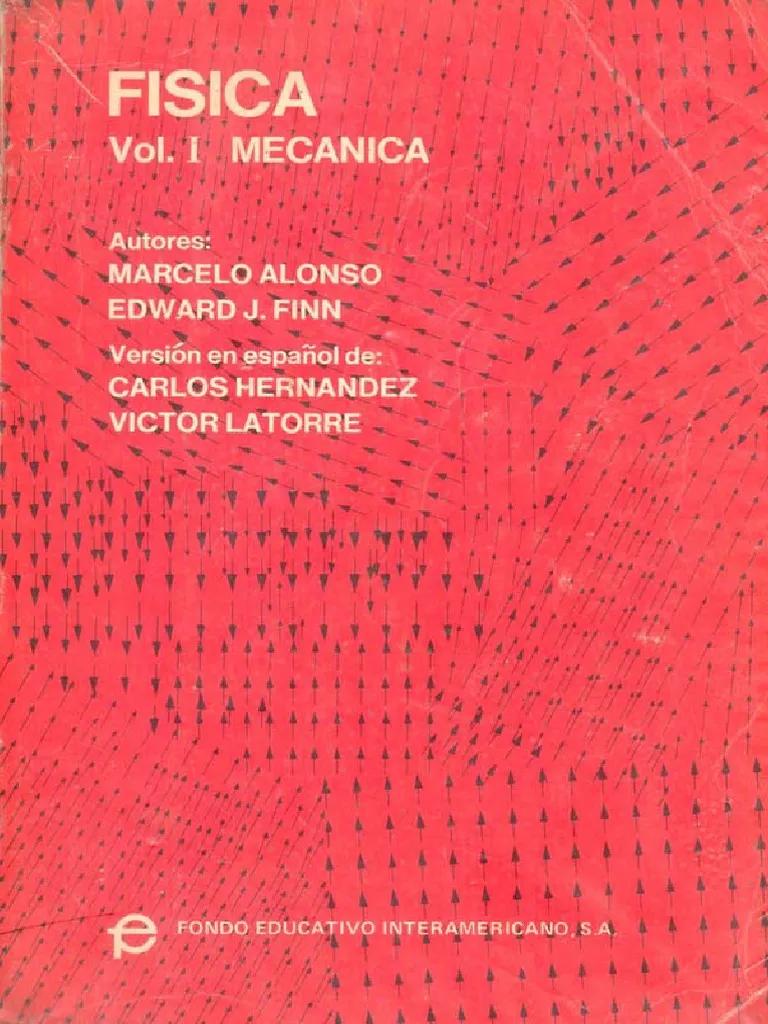 FISICA
Vol. I MECANICA
Autores:
MARCELO ALONSO
EDWARD J. FINN
Versión en español de:
CARLOS HERNANDEZ
VICTOR LATORRE
FONDO EDUCATIVO INTERAMERICANO, S.A.